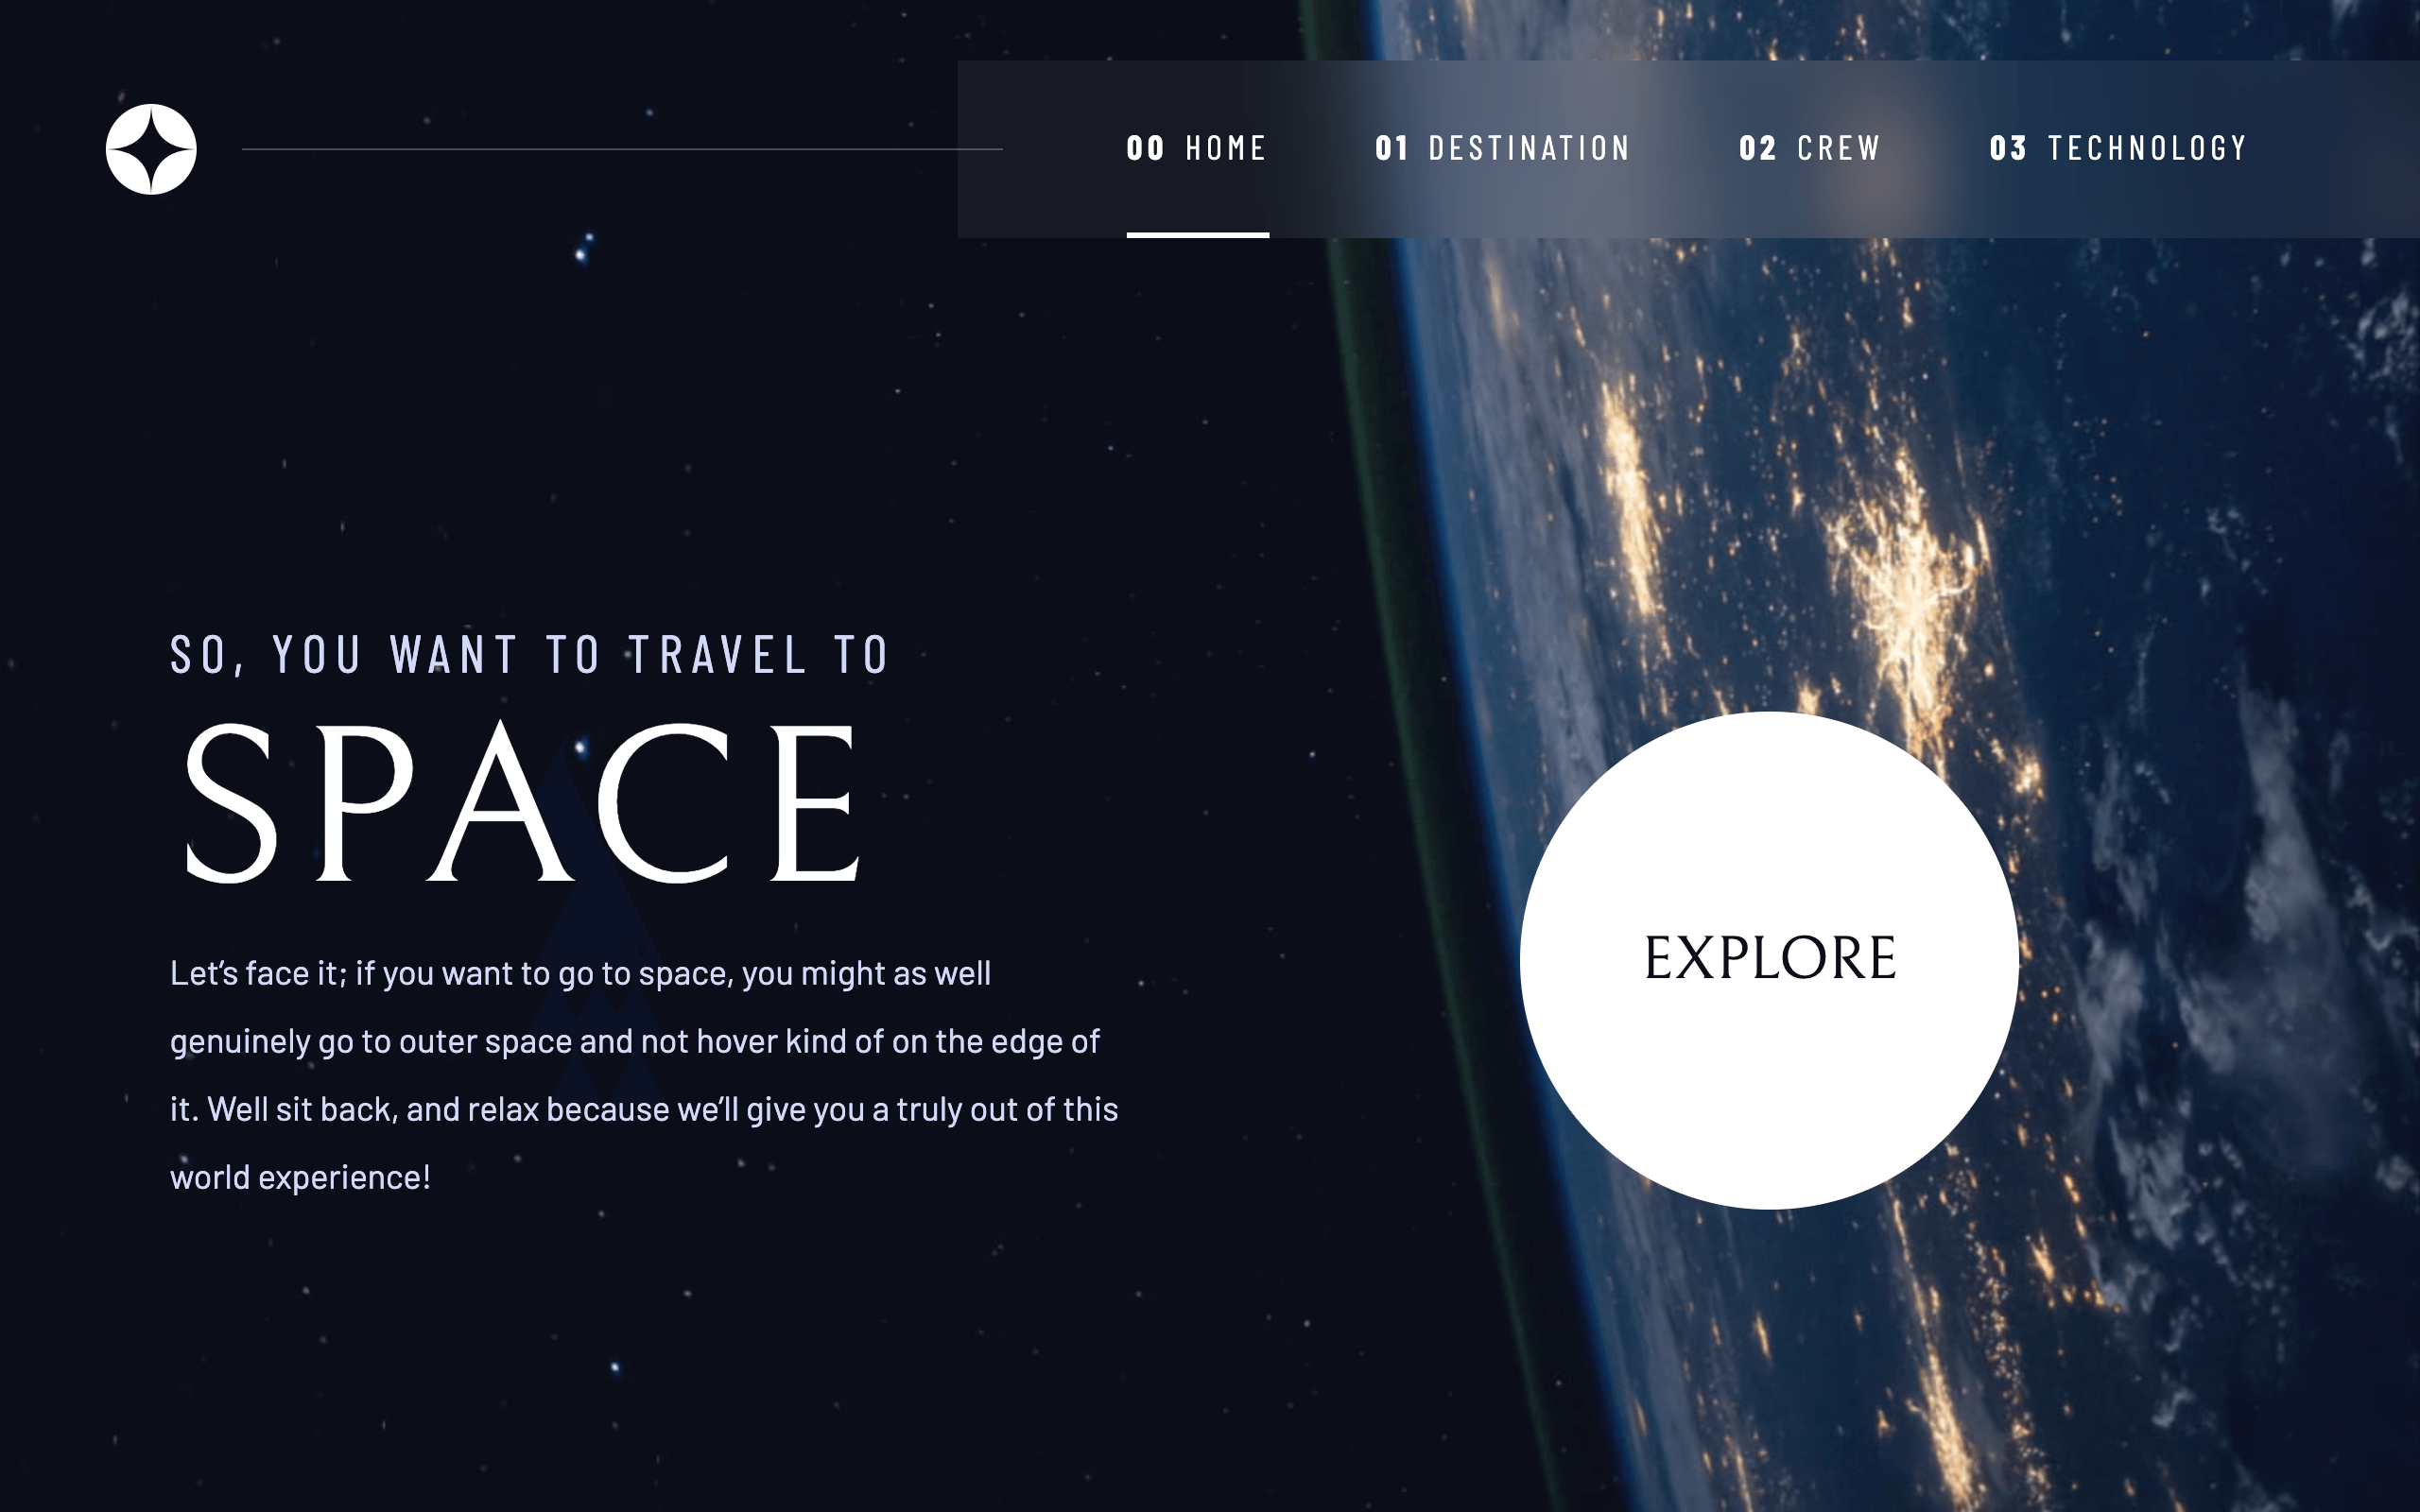 00 HOME 01 DESTINATION 02 CREW 03 TECHNOLOGY
SO, YOU WANT TO TRAVEL TO
SPACE
Let’s face it; if you want to go to space, you might as well
genuinely go to outer space and not hover kind of on the edge of
it. Well sit back, and relax because we’ll give you a truly out of this
world experience!
EXPLORE